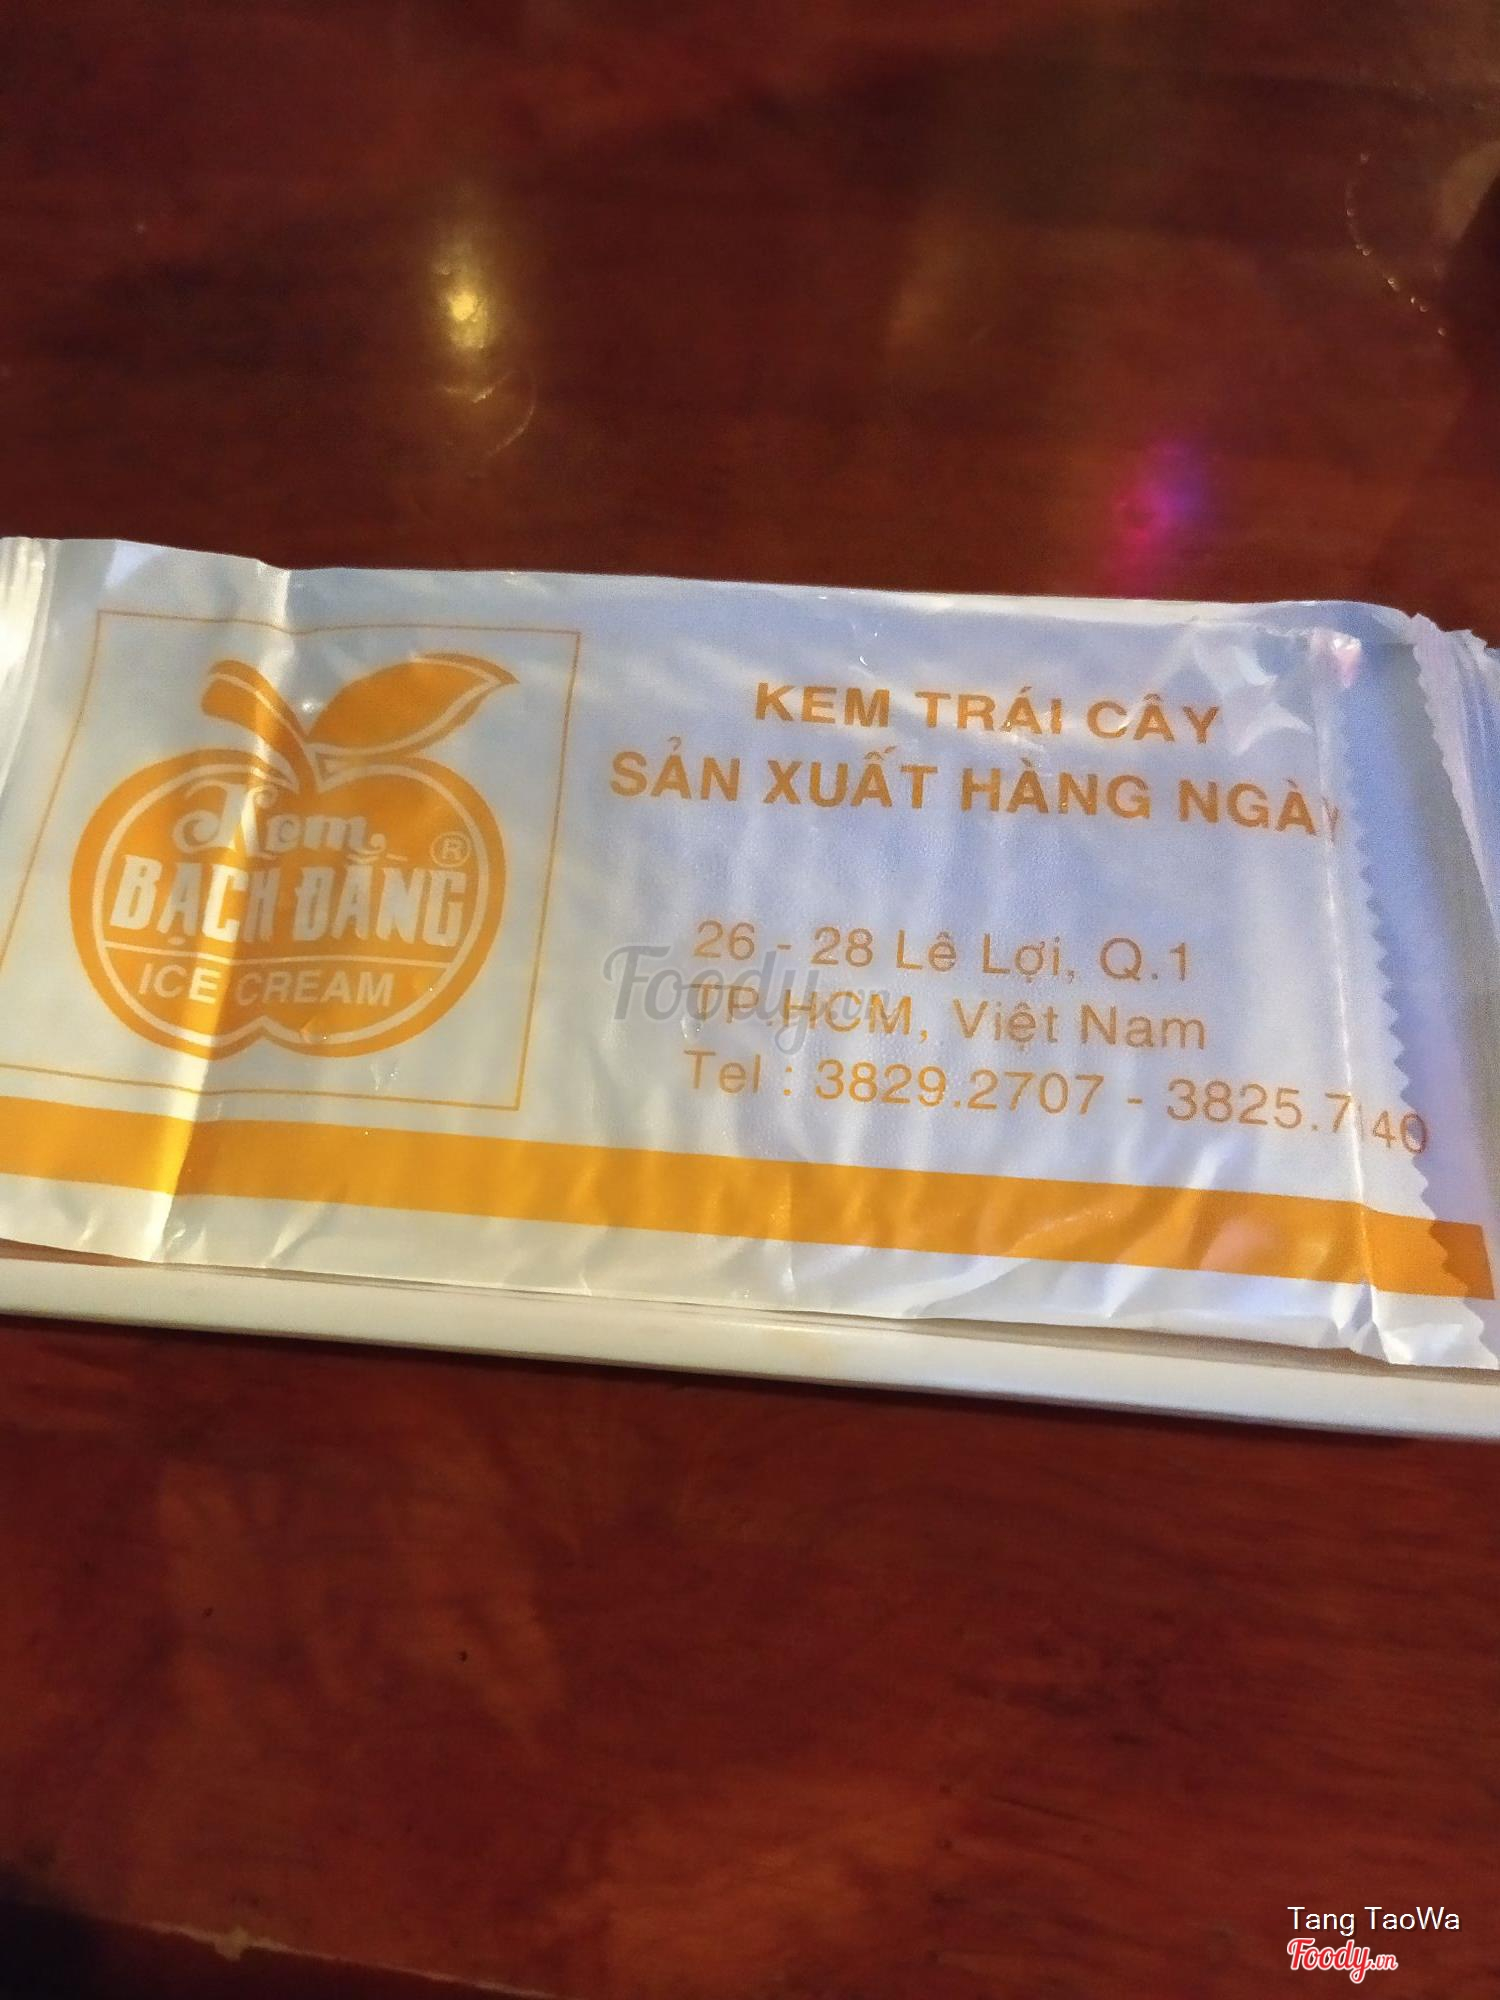 Kem
BẠCH ĐẰNG ®
ICE CREAM
KEM TRÁI CÂY
SẢN XUẤT HÀNG NGÀY
26 - 28 Lê Lợi, Q.1
TP.HCM, Việt Nam
Tel : 3829.2707 - 3825.7140
Foody.vn
Tang TaoWa
Foody.vn